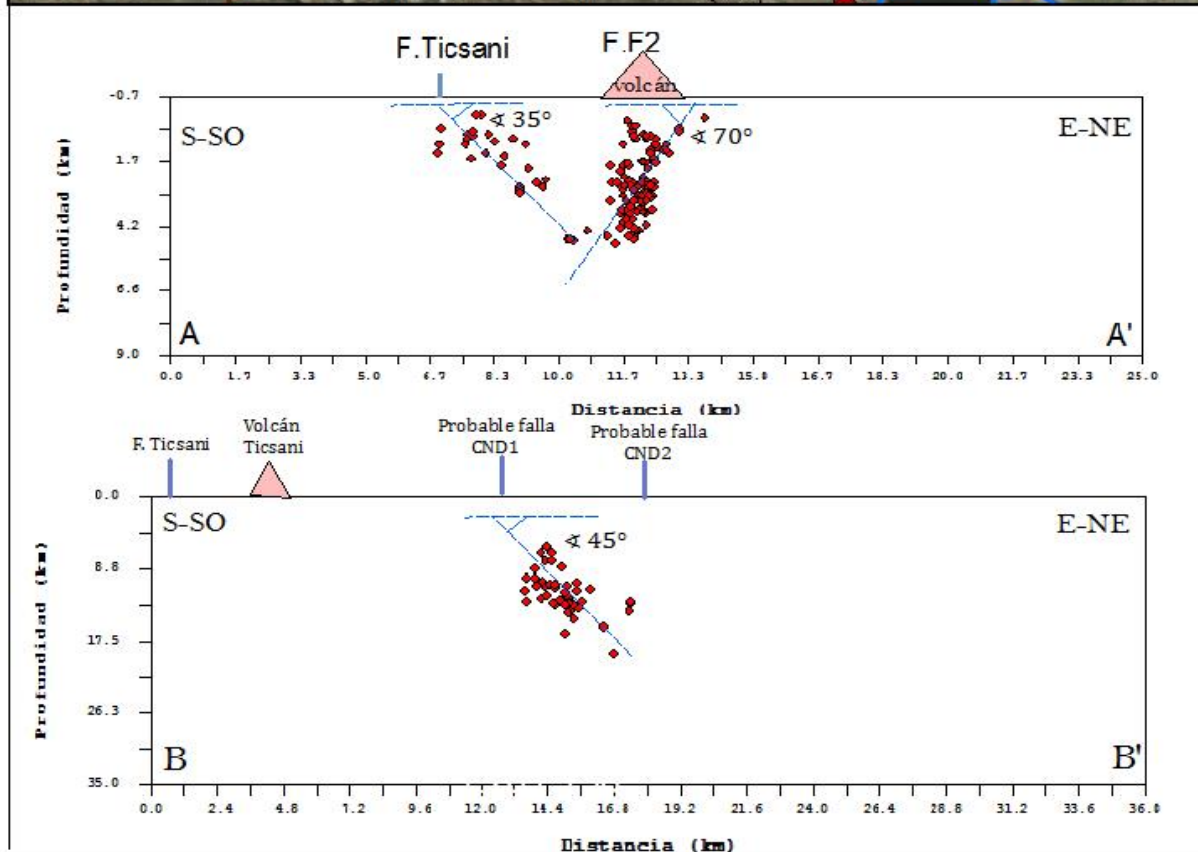 F.Ticsani
F.F2
volcán
-0.7
S-SO
∢ 35°
∢ 70°
E-NE
1.7
4.2
6.6
9.0
Profundidad (km)
A
A'
0.0 1.7 3.3 5.0 6.7 8.3 10.0 11.7 13.3 15.0 16.7 18.3 20.0 21.7 23.3 25.0
Distancia (km)
F. Ticsani
Volcán
Ticsani
Probable falla
CND1
Probable falla
CND2
0.0
S-SO
∢ 45°
E-NE
8.8
17.5
26.3
35.0
Profundidad (km)
B
B'
0.0 2.4 4.8 1.2 9.6 12.0 14.4 16.8 19.2 21.6 24.0 26.4 28.8 31.2 33.6 36.0
Distancia (km)